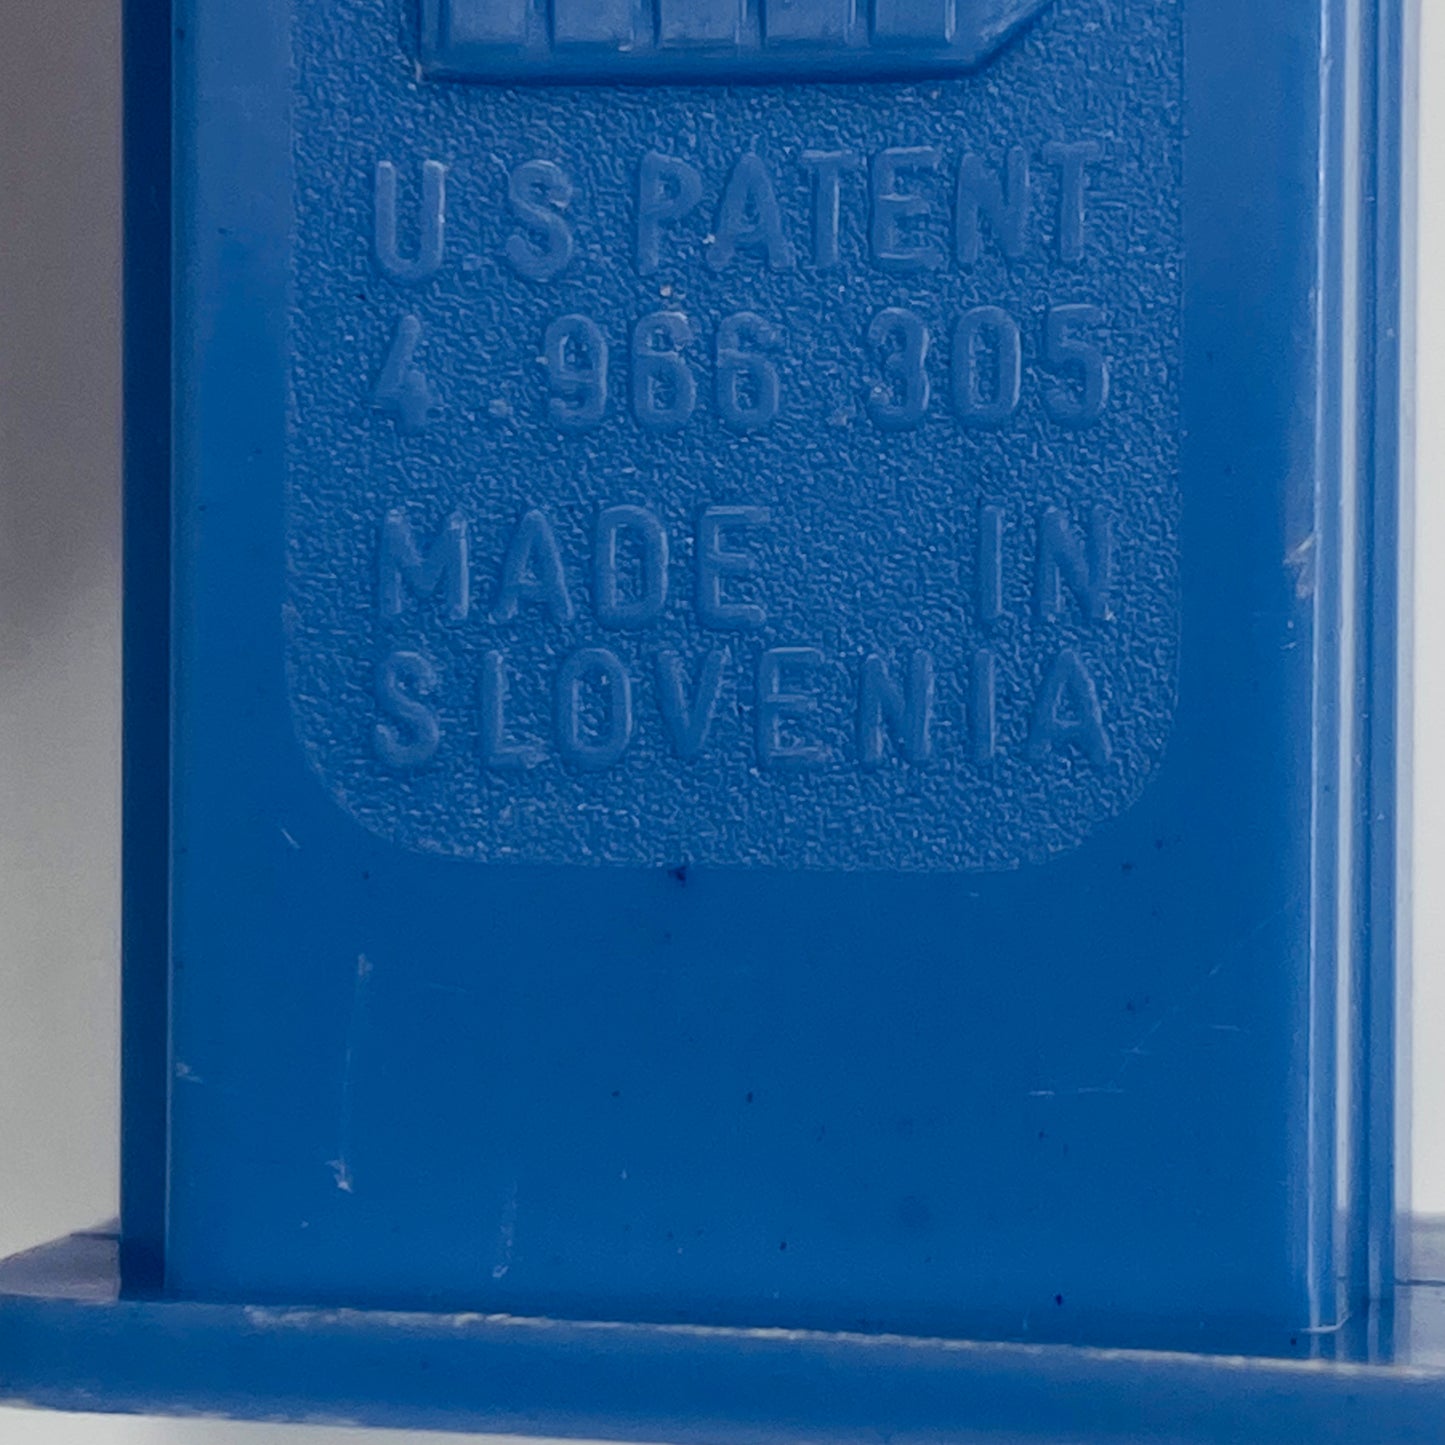 U S PATENT
4.966.305
MADE IN
SLOVENIA